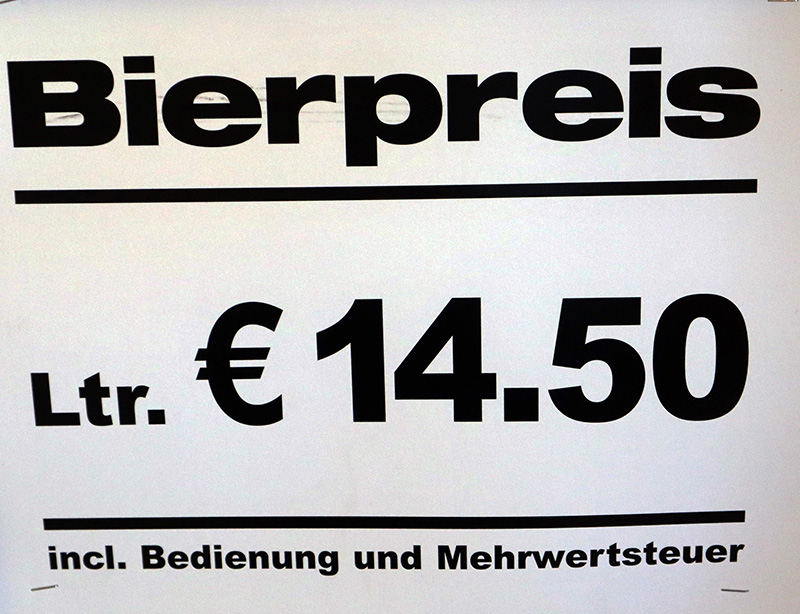 Bierpreis
Ltr. € 14.50
incl. Bedienung und Mehrwertsteuer